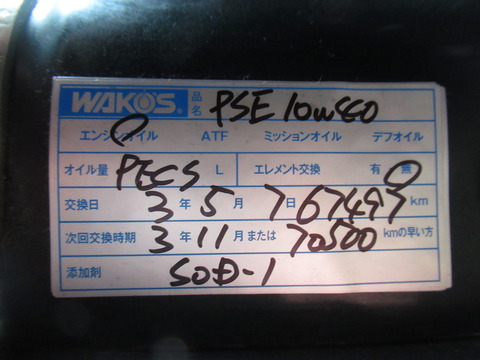 WAKO'S 品名 PSE 10W40
エンジンオイル ATF ミッションオイル デフオイル
オイル量 PECS L エレメント交換 有 無
交換日 3年5月7日 67497km
次回交換時期 3年11月または 70500 kmの早い方
添加剤 SOD-1